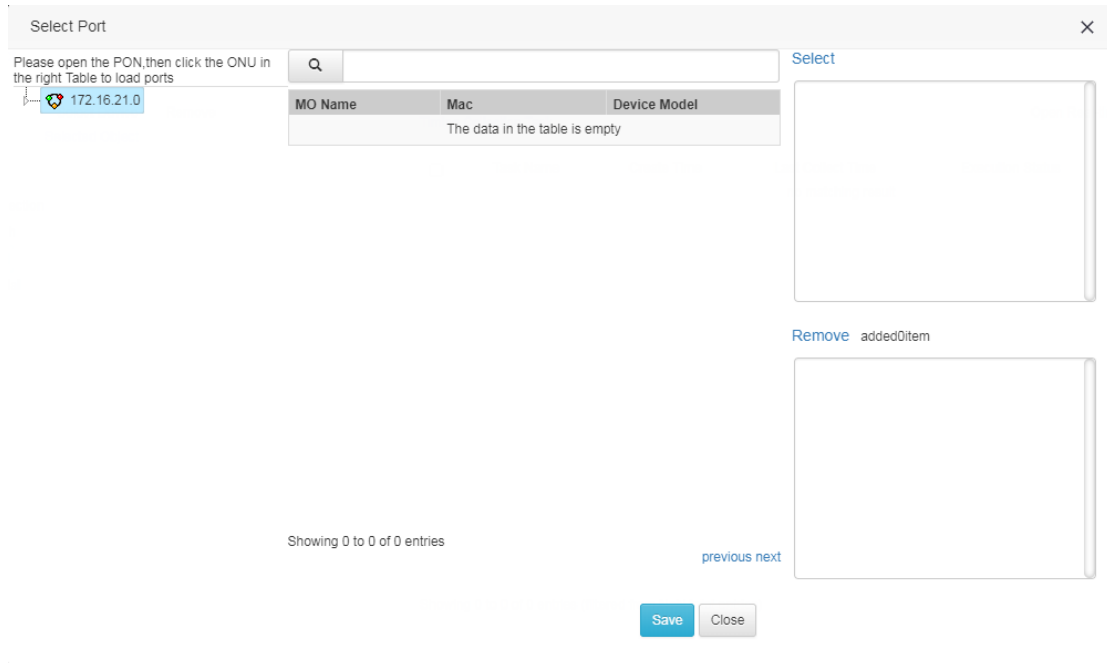 Select Port
Please open the PON,then click the ONU in
the right Table to load ports
172.16.21.0
MO Name Mac Device Model
The data in the table is empty
Showing 0 to 0 of 0 entries
previous next
Select
Remove added0item
Save Close